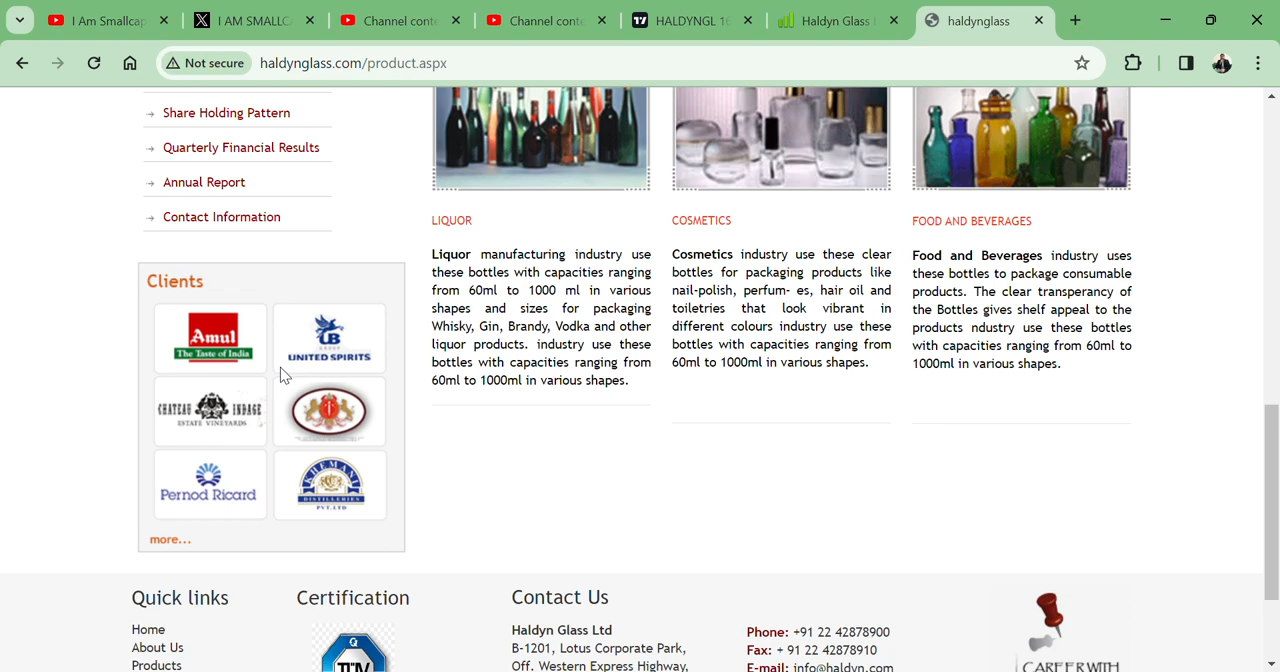 I Am Smallcap
I AM SMALLCA
Channel conte
Channel conte
HALDYNGL 16
Haldyn Glass L
haldynglass
Not secure
haldynglass.com/product.aspx
Share Holding Pattern
Quarterly Financial Results
Annual Report
Contact Information
Clients
Amul
The Taste of India
UB
GROUP
UNITED SPIRITS
CHATEAU INDAGE
ESTATE VINEYARDS
Pernod Ricard
KHEMANI
DISTILLERIES
PVT.LTD
more...
LIQUOR
Liquor manufacturing industry use
these bottles with capacities ranging
from 60ml to 1000 ml in various
shapes and sizes for packaging
Whisky, Gin, Brandy, Vodka and other
liquor products. industry use these
bottles with capacities ranging from
60ml to 1000ml in various shapes.
COSMETICS
Cosmetics industry use these clear
bottles for packaging products like
nail-polish, perfum- es, hair oil and
toiletries that look vibrant in
different colours industry use these
bottles with capacities ranging from
60ml to 1000ml in various shapes.
FOOD AND BEVERAGES
Food and Beverages industry uses
these bottles to package consumable
products. The clear transperancy of
the Bottles gives shelf appeal to the
products ndustry use these bottles
with capacities ranging from 60ml to
1000ml in various shapes.
Quick links
Home
About Us
Products
Certification
Q
TÜV
Contact Us
Haldyn Glass Ltd
B-1201, Lotus Corporate Park,
Off. Western Express Highway,
Phone: +91 22 42878900
Fax: + 91 22 42878910
E-mail: info@haldyn.com
CAREER WITH